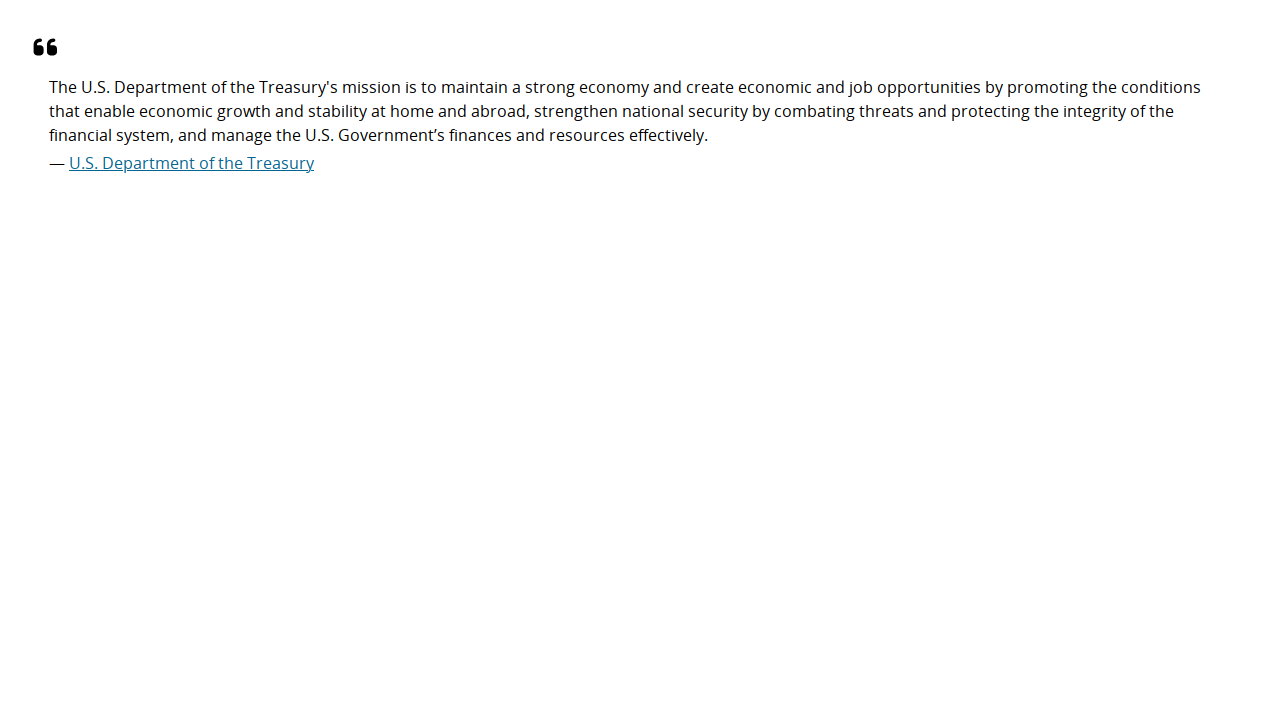 The U.S. Department of the Treasury's mission is to maintain a strong economy and create economic and job opportunities by promoting the conditions
that enable economic growth and stability at home and abroad, strengthen national security by combating threats and protecting the integrity of the
financial system, and manage the U.S. Government’s finances and resources effectively.
— U.S. Department of the Treasury